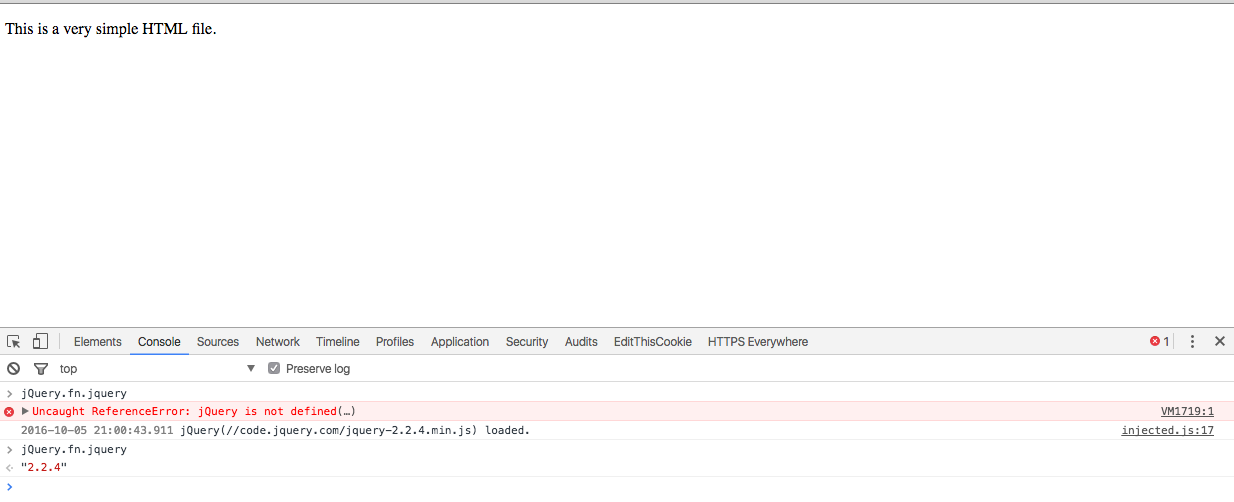 This is a very simple HTML file.
Elements Console Sources Network Timeline Profiles Application Security Audits EditThisCookie HTTPS Everywhere 1
top Preserve log
jQuery.fn.jquery
Uncaught ReferenceError: jQuery is not defined(…) VM1719:1
2016-10-05 21:00:43.911 jQuery(//code.jquery.com/jquery-2.2.4.min.js) loaded. injected.js:17
jQuery.fn.jquery
"2.2.4"